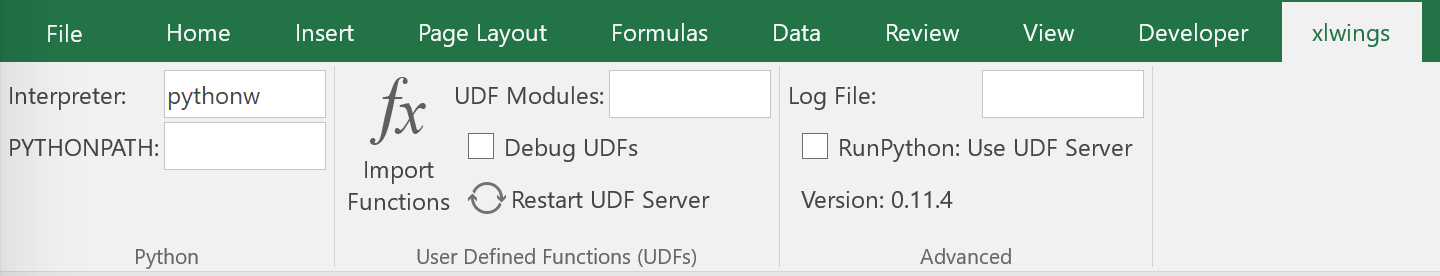 File Home Insert Page Layout Formulas Data Review View Developer xlwings
Interpreter: pythonw
PYTHONPATH:
Python
Import
Functions
UDF Modules:
Debug UDFs
Restart UDF Server
User Defined Functions (UDFs)
Log File:
RunPython: Use UDF Server
Version: 0.11.4
Advanced